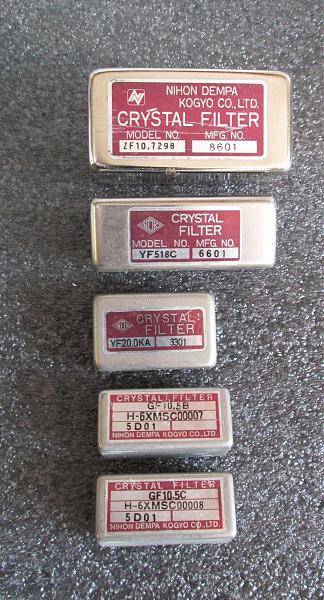 NIHON DEMPA
KOGYO CO., LTD.
CRYSTAL FILTER
MODEL NO. MFG. NO.
ZF10.7298 8601
CRYSTAL
FILTER
MODEL NO. MFG NO.
YF518C 6601
CRYSTAL
FILTER
YF20.0KA 3301
CRYSTAL FILTER
GF10.5B
H-6XMSC00007
5D01
NIHON DEMPA KOGYO CO.,LTD.
CRYSTAL FILTER
GF10.5C
H-6XMSC00008
5D01
NIHON DEMPA KOGYO CO.,LTD.